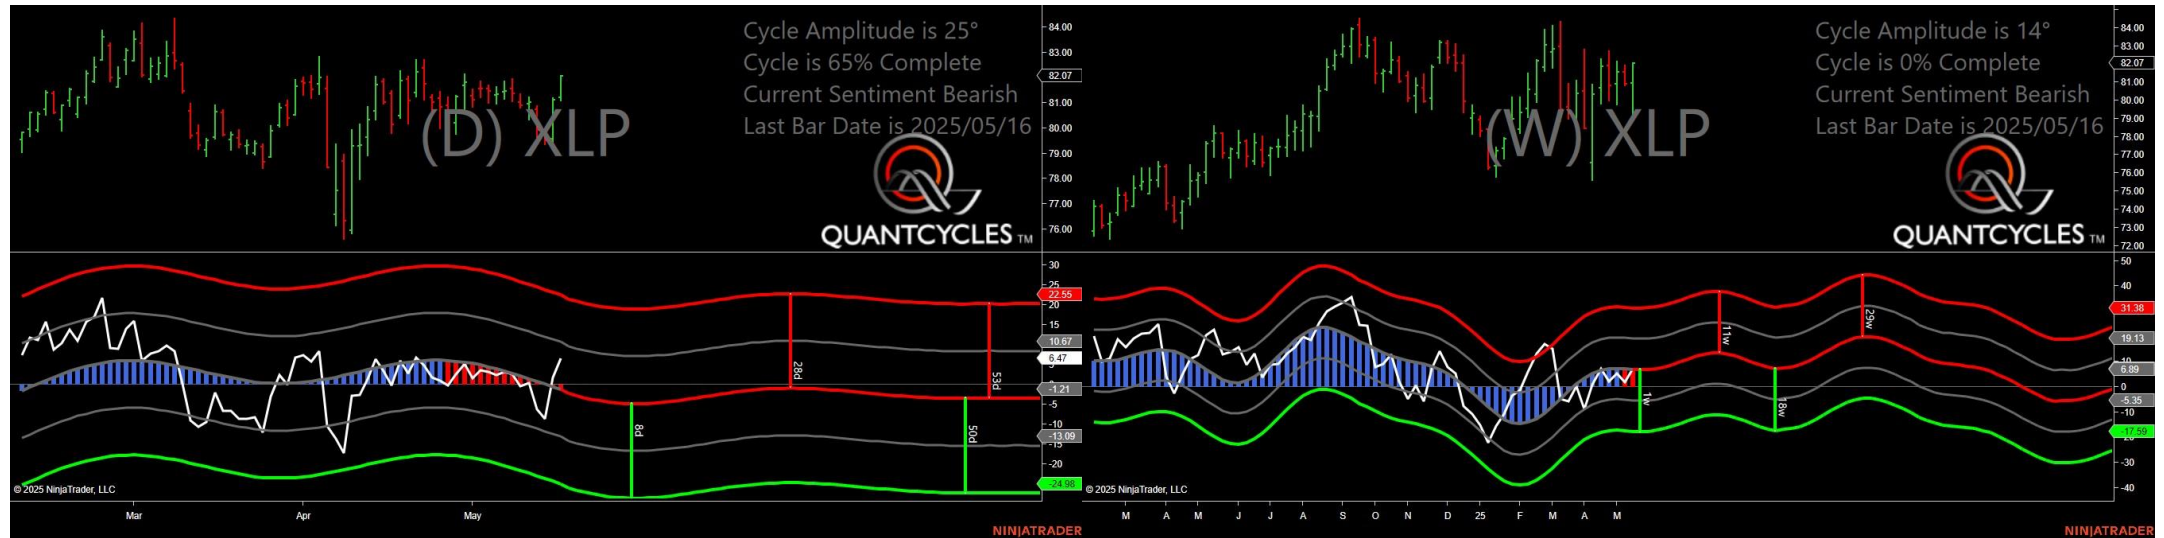 Cycle Amplitude is 25°
Cycle is 65% Complete
Current Sentiment Bearish
Last Bar Date is 2025/05/16
(D) XLP
QUANTCYCLES TM
84.00
83.00
82.07
81.00
80.00
79.00
78.00
77.00
76.00
30
25
22.55
20
15
10.67
6.47
-1.21
-5
-10
-13.09
-15
-20
-24.98
8d
28d
50d
53d
© 2025 NinjaTrader, LLC
Mar
Apr
May
NINJATRADER
Cycle Amplitude is 14°
Cycle is 0% Complete
Current Sentiment Bearish
Last Bar Date is 2025/05/16
(W) XLP
QUANTCYCLES TM
84.00
83.00
82.07
81.00
80.00
79.00
78.00
77.00
76.00
75.00
74.00
73.00
72.00
50
40
31.38
19.13
10
6.89
0
-5.35
-10
-17.59
-30
-40
1w
11w
18w
29w
© 2025 NinjaTrader, LLC
M A M J J A S O N D 25 F M A M
NINJATRADER